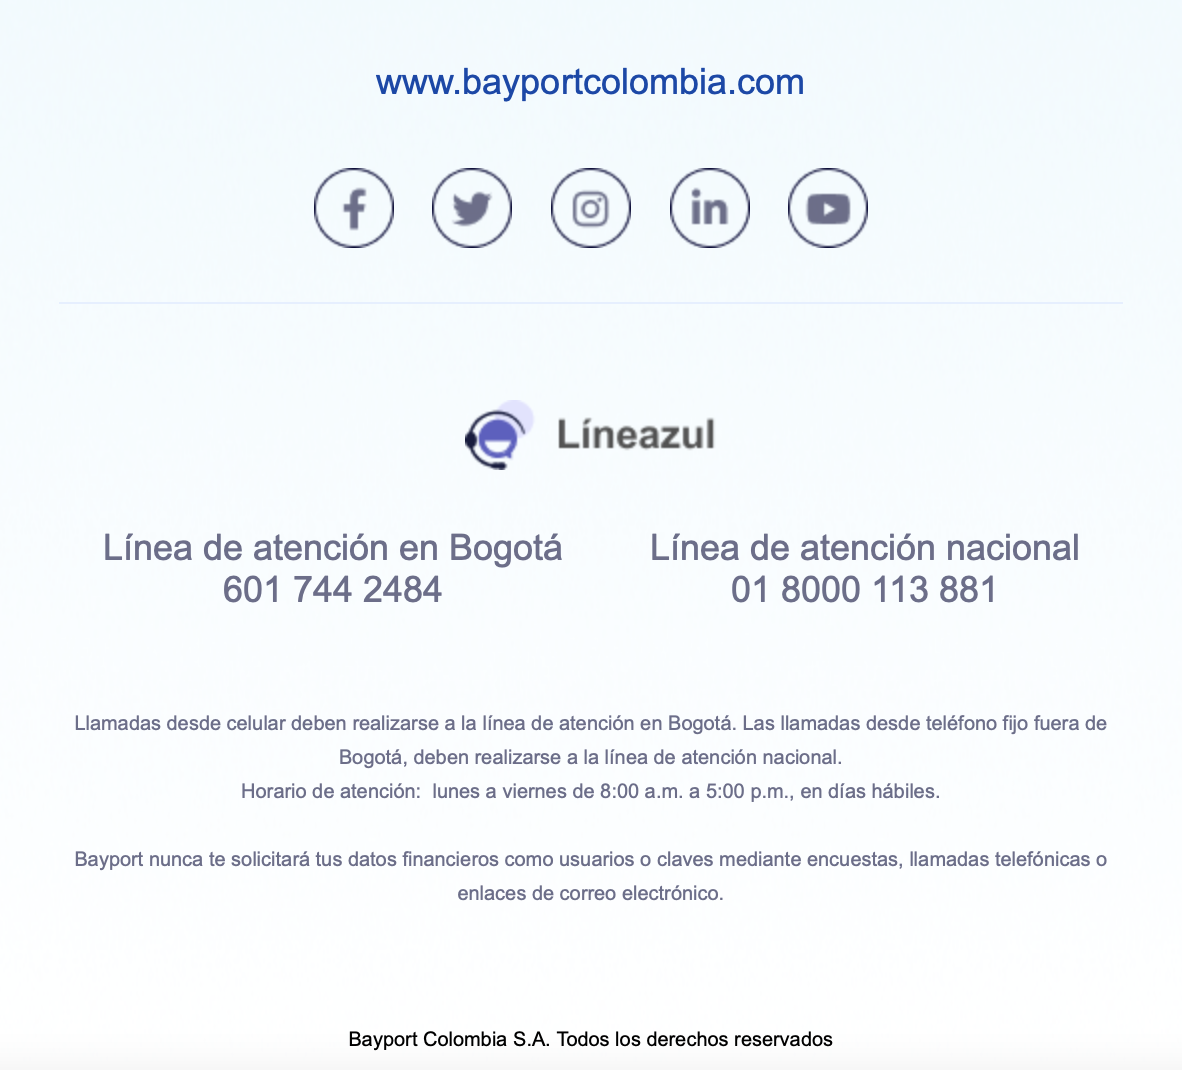 www.bayportcolombia.com
Líneazul
Línea de atención en Bogotá
601 744 2484
Línea de atención nacional
01 8000 113 881
Llamadas desde celular deben realizarse a la línea de atención en Bogotá. Las llamadas desde teléfono fijo fuera de
Bogotá, deben realizarse a la línea de atención nacional.
Horario de atención:  lunes a viernes de 8:00 a.m. a 5:00 p.m., en días hábiles.
Bayport nunca te solicitará tus datos financieros como usuarios o claves mediante encuestas, llamadas telefónicas o
enlaces de correo electrónico.
Bayport Colombia S.A. Todos los derechos reservados